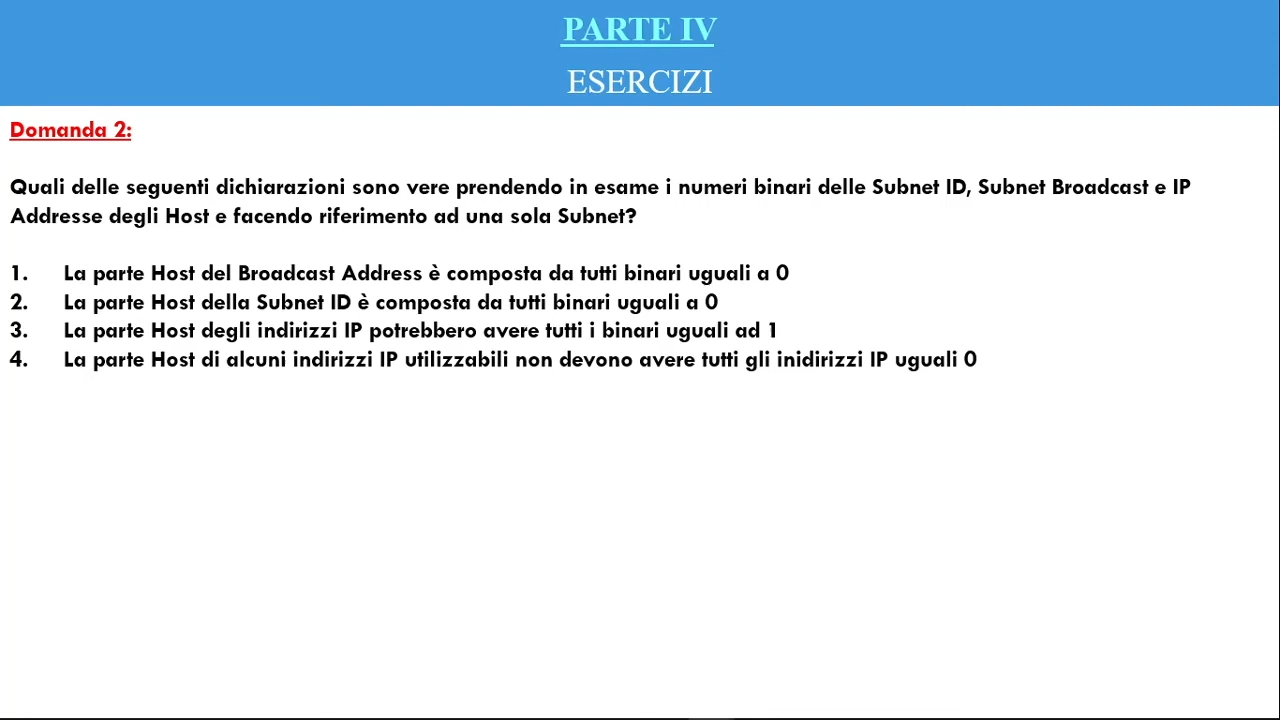 PARTE IV
ESERCIZI
Domanda 2:
Quali delle seguenti dichiarazioni sono vere prendendo in esame i numeri binari delle Subnet ID, Subnet Broadcast e IP
Addresse degli Host e facendo riferimento ad una sola Subnet?
1. La parte Host del Broadcast Address è composta da tutti binari uguali a 0
2. La parte Host della Subnet ID è composta da tutti binari uguali a 0
3. La parte Host degli indirizzi IP potrebbero avere tutti i binari uguali ad 1
4. La parte Host di alcuni indirizzi IP utilizzabili non devono avere tutti gli inidirizzi IP uguali 0